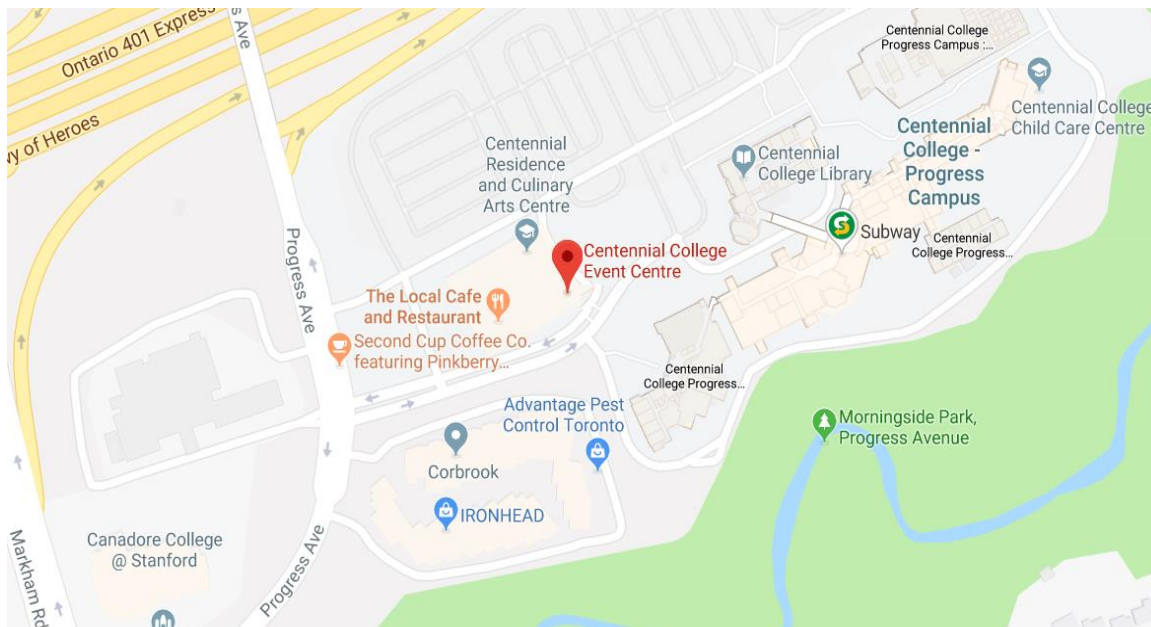 Ontario 401 Express
vy of Heroes
s Ave
Progress Ave
Centennial College
Progress Campus :...
Centennial College
Child Care Centre
Centennial
College -
Progress
Campus
Centennial
College Library
Centennial
Residence
and Culinary
Arts Centre
Subway
Centennial
College Progress...
Centennial College
Event Centre
The Local Cafe
and Restaurant
Second Cup Coffee Co.
featuring Pinkberry...
Centennial
College Progress...
Advantage Pest
Control Toronto
Morningside Park,
Progress Avenue
Corbrook
IRONHEAD
Canadore College
@ Stanford
Progress Ave
Markham Rd